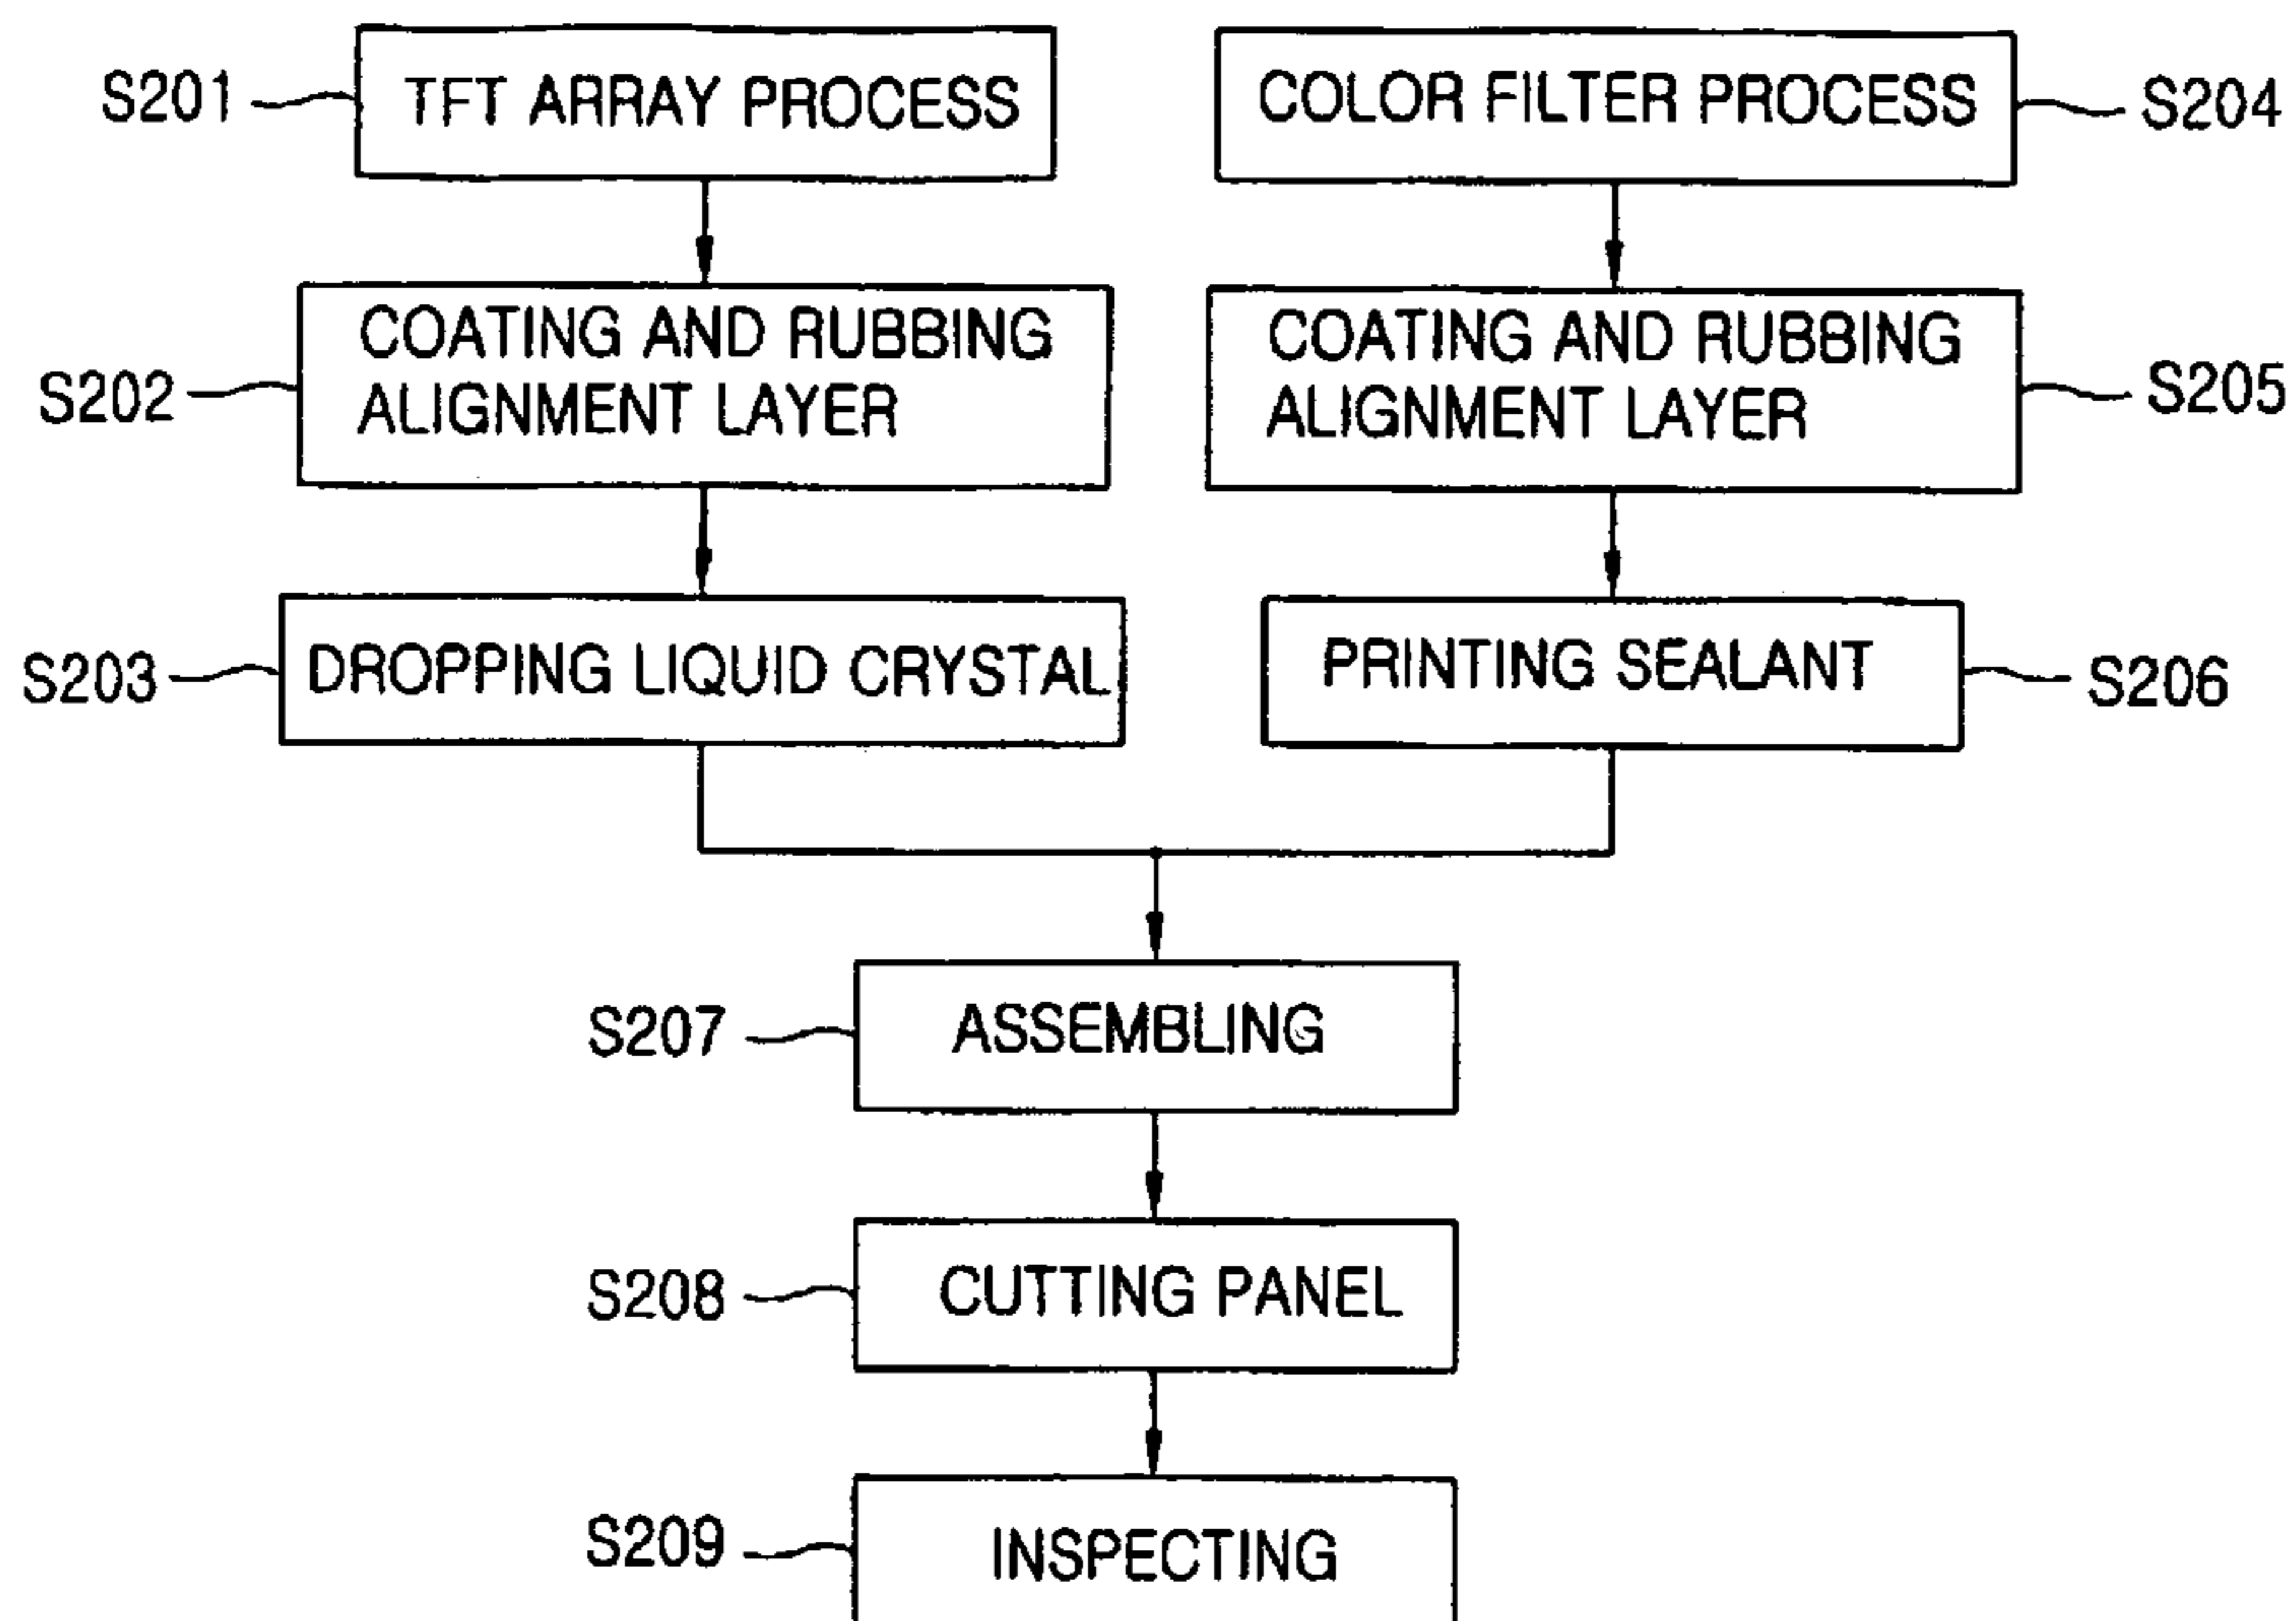 S201
TFT ARRAY PROCESS
COLOR FILTER PROCESS
S204
S202
COATING AND RUBBING
ALIGNMENT LAYER
COATING AND RUBBING
ALIGNMENT LAYER
S205
S203
DROPPING LIQUID CRYSTAL
PRINTING SEALANT
S206
S207
ASSEMBLING
S208
CUTTING PANEL
S209
INSPECTING